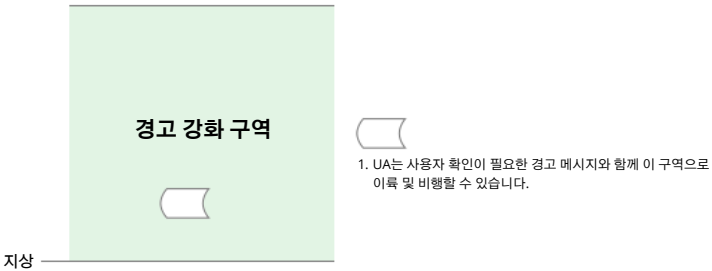 경고 강화 구역
1. UA는 사용자 확인이 필요한 경고 메시지와 함께 이 구역으로
이륙 및 비행할 수 있습니다.
지상